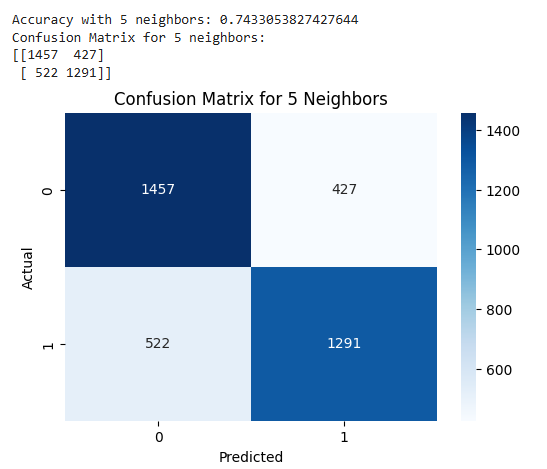 Accuracy with 5 neighbors: 0.7433053827427644
Confusion Matrix for 5 neighbors:
[[1457  427]
 [ 522 1291]]
Confusion Matrix for 5 Neighbors
1457 427
522 1291
0
1
Actual
0 1
Predicted
1400
1200
1000
800
600